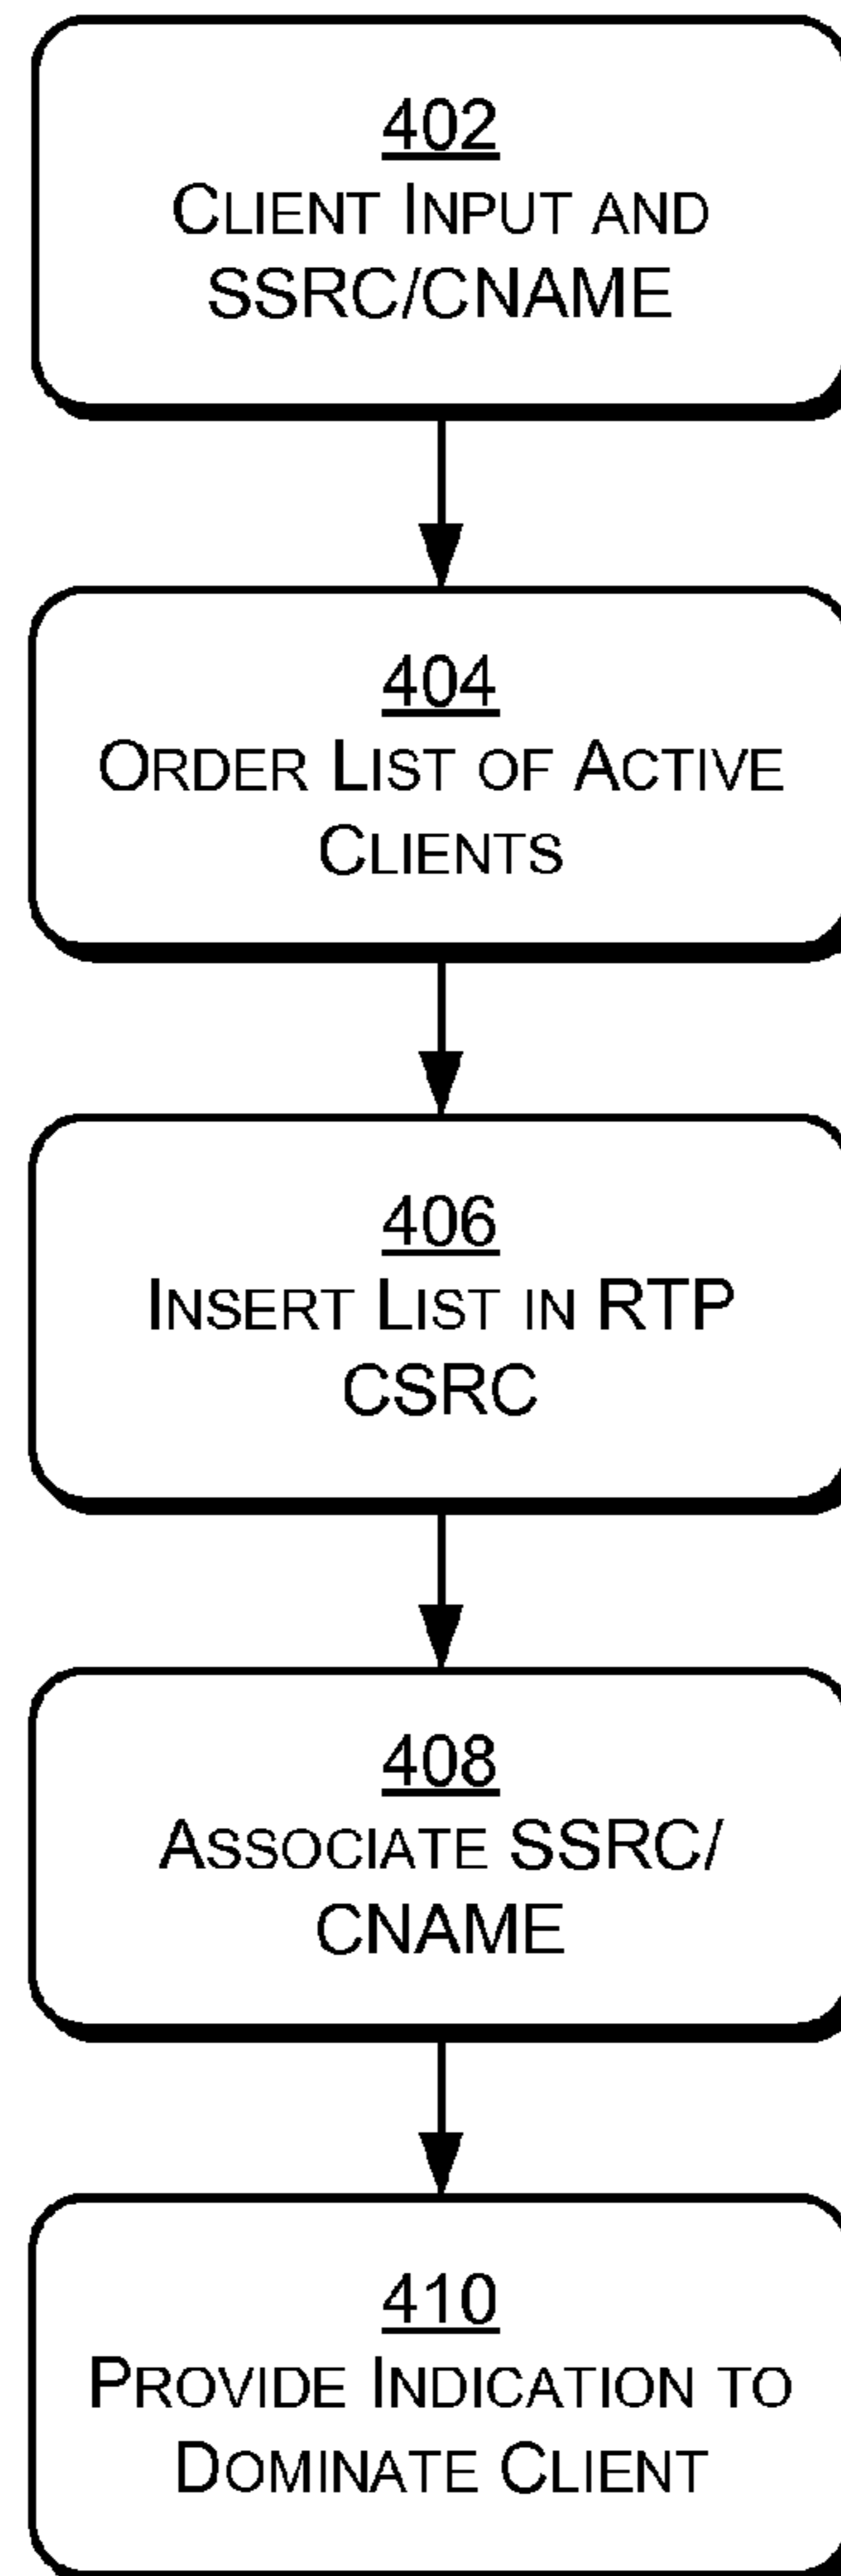 402
CLIENT INPUT AND
SSRC/CNAME
404
ORDER LIST OF ACTIVE
CLIENTS
406
INSERT LIST IN RTP
CSRC
408
ASSOCIATE SSRC/
CNAME
410
PROVIDE INDICATION TO
DOMINATE CLIENT